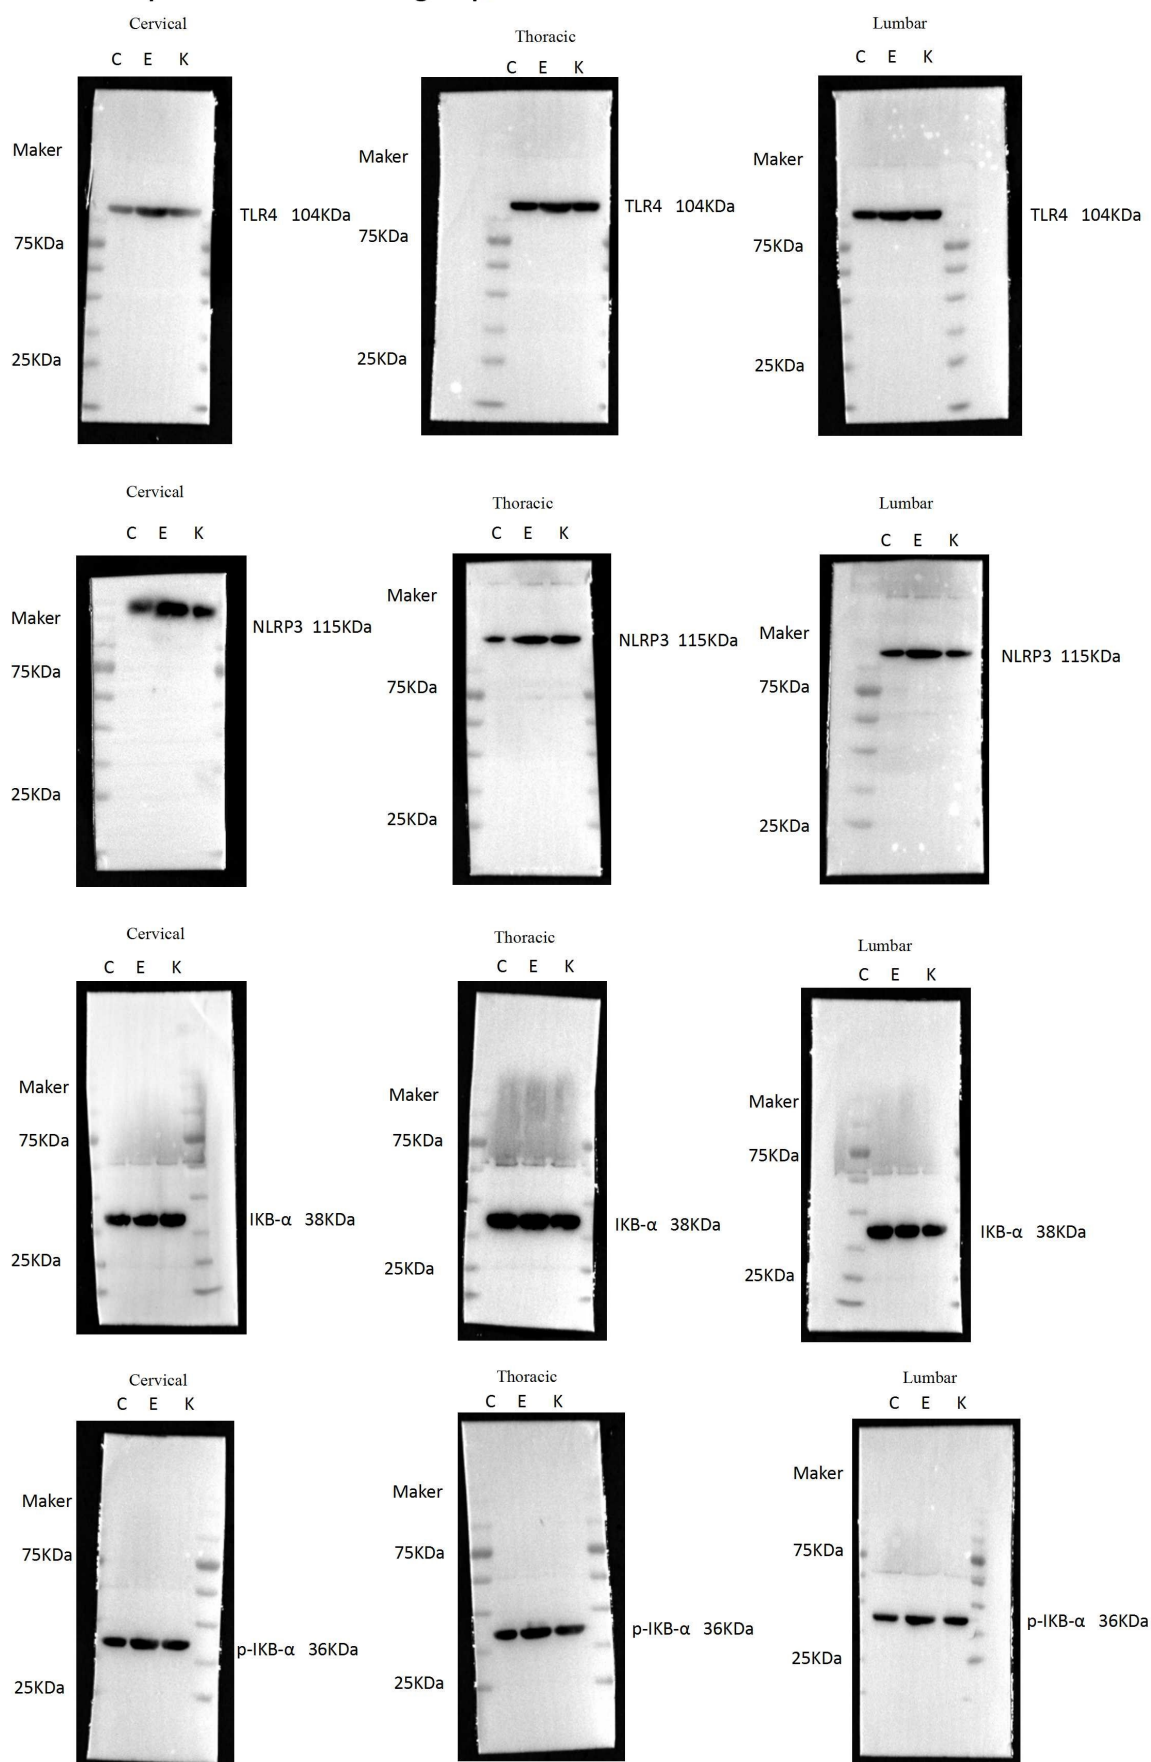 Cervical
Thoracic
Lumbar
C E K
C E K
C E K
Maker
Maker
Maker
TLR4 104KDa
TLR4 104KDa
TLR4 104KDa
75KDa
75KDa
75KDa
25KDa
25KDa
25KDa
Cervical
Thoracic
Lumbar
C E K
C E K
C E K
Maker
Maker
Maker
NLRP3 115KDa
NLRP3 115KDa
NLRP3 115KDa
75KDa
75KDa
75KDa
25KDa
25KDa
25KDa
Cervical
Thoracic
Lumbar
C E K
C E K
C E K
Maker
Maker
Maker
75KDa
75KDa
75KDa
IKB-α 38KDa
IKB-α 38KDa
IKB-α 38KDa
25KDa
25KDa
25KDa
Cervical
Thoracic
Lumbar
C E K
C E K
C E K
Maker
Maker
Maker
75KDa
75KDa
75KDa
p-IKB-α 36KDa
p-IKB-α 36KDa
p-IKB-α 36KDa
25KDa
25KDa
25KDa